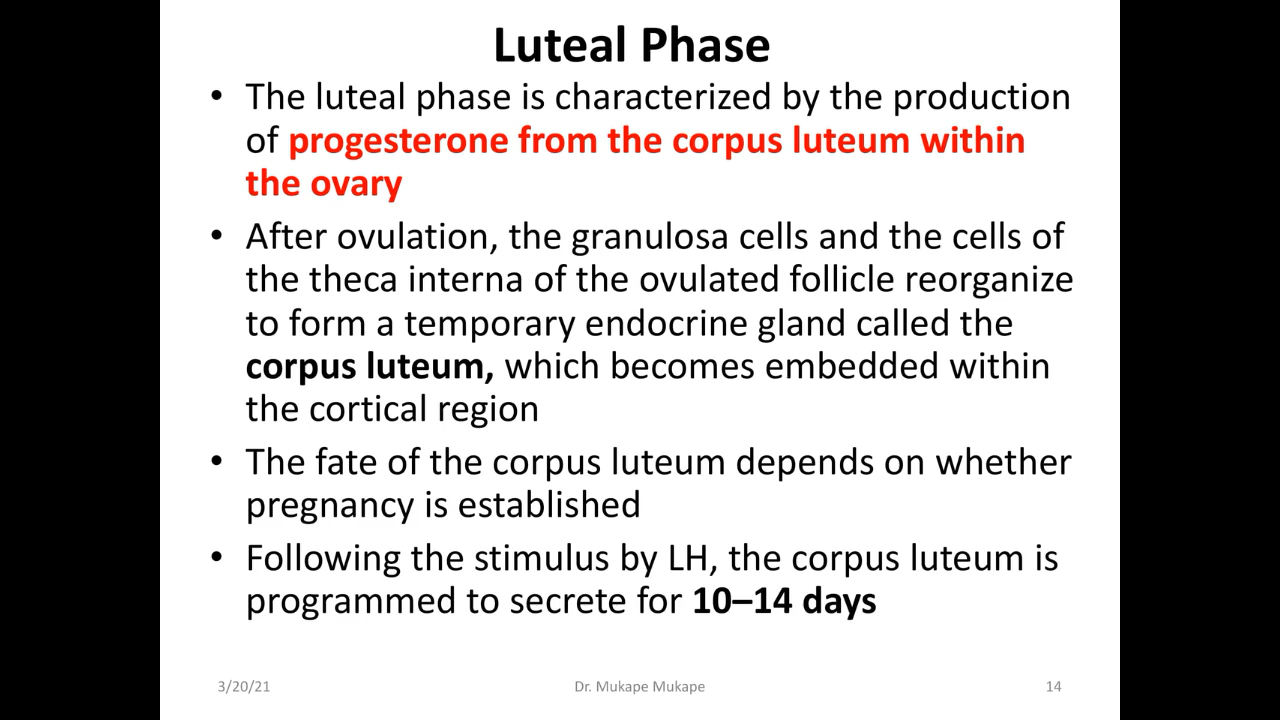 Luteal Phase
• The luteal phase is characterized by the production
of progesterone from the corpus luteum within
the ovary
• After ovulation, the granulosa cells and the cells of
the theca interna of the ovulated follicle reorganize
to form a temporary endocrine gland called the
corpus luteum, which becomes embedded within
the cortical region
• The fate of the corpus luteum depends on whether
pregnancy is established
• Following the stimulus by LH, the corpus luteum is
programmed to secrete for 10–14 days
3/20/21 Dr. Mukape Mukape 14